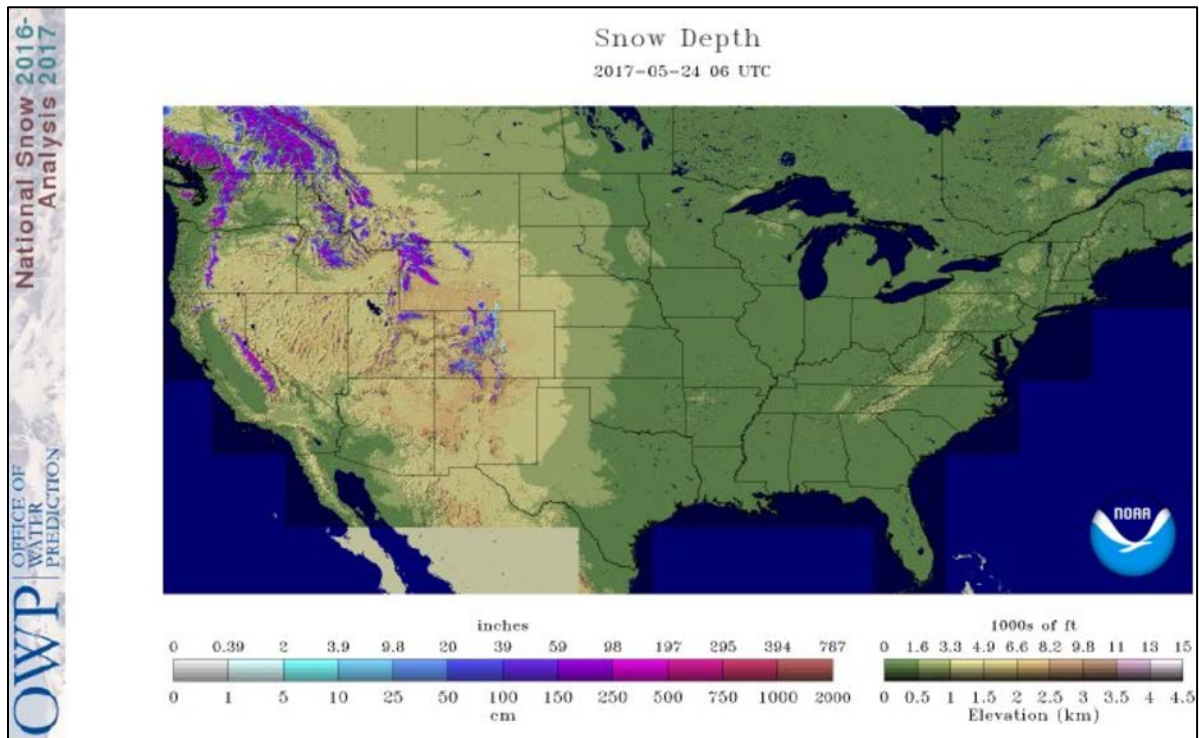 National Snow 2016-
Analysis 2017
OWP
OFFICE OF
WATER
PREDICTION
Snow Depth
2017-05-24 06 UTC
NOAA
inches
0 0.39 2 3.9 9.8 20 39 59 98 197 295 394 787
0 1 5 10 25 50 100 150 250 500 750 1000 2000
cm
1000s of ft
0 1.6 3.3 4.9 6.6 8.2 9.8 11 13 15
0 0.5 1 1.5 2 2.5 3 3.5 4 4.5
Elevation (km)